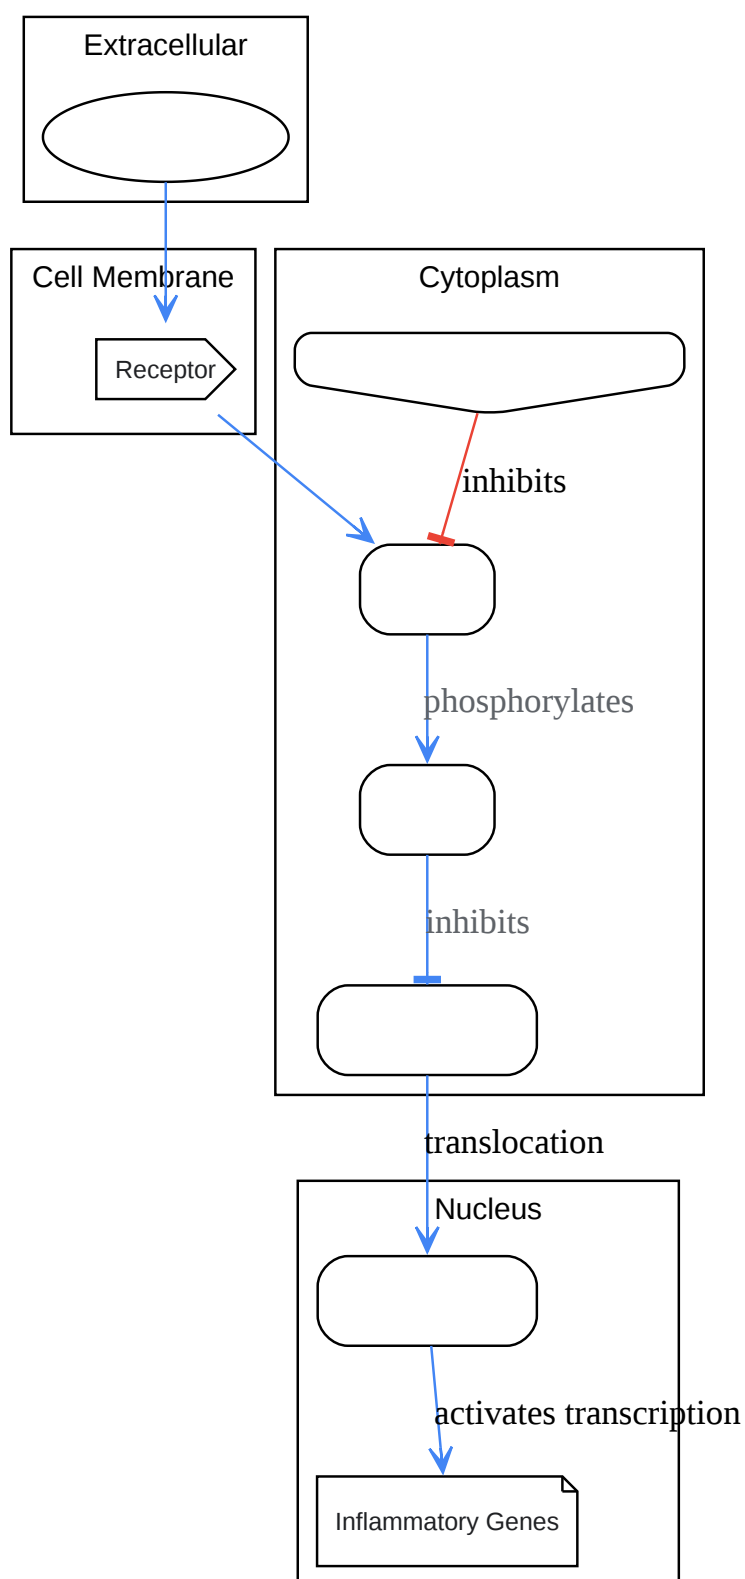 Extracellular
Cell Membrane
Cytoplasm
Receptor
inhibits
phosphorylates
inhibits
translocation
Nucleus
activates transcription
Inflammatory Genes